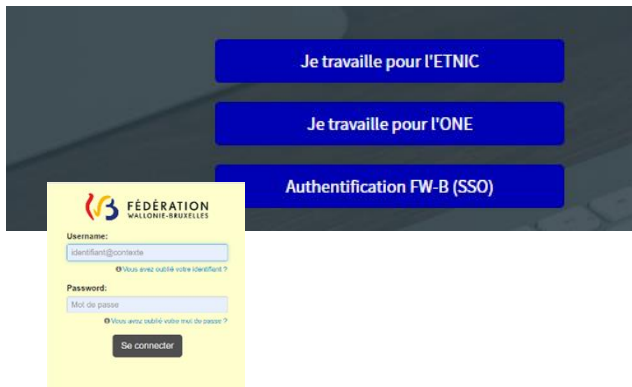 Je travaille pour l'ETNIC
Je travaille pour l'ONE
Authentification FW-B (SSO)
FÉDÉRATION
WALLONIE-BRUXELLES
Username:
identifiant@contexte
Vous avez oublié votre identifiant ?
Password:
Mot de passe
Vous avez oublié votre mot de passe ?
Se connecter